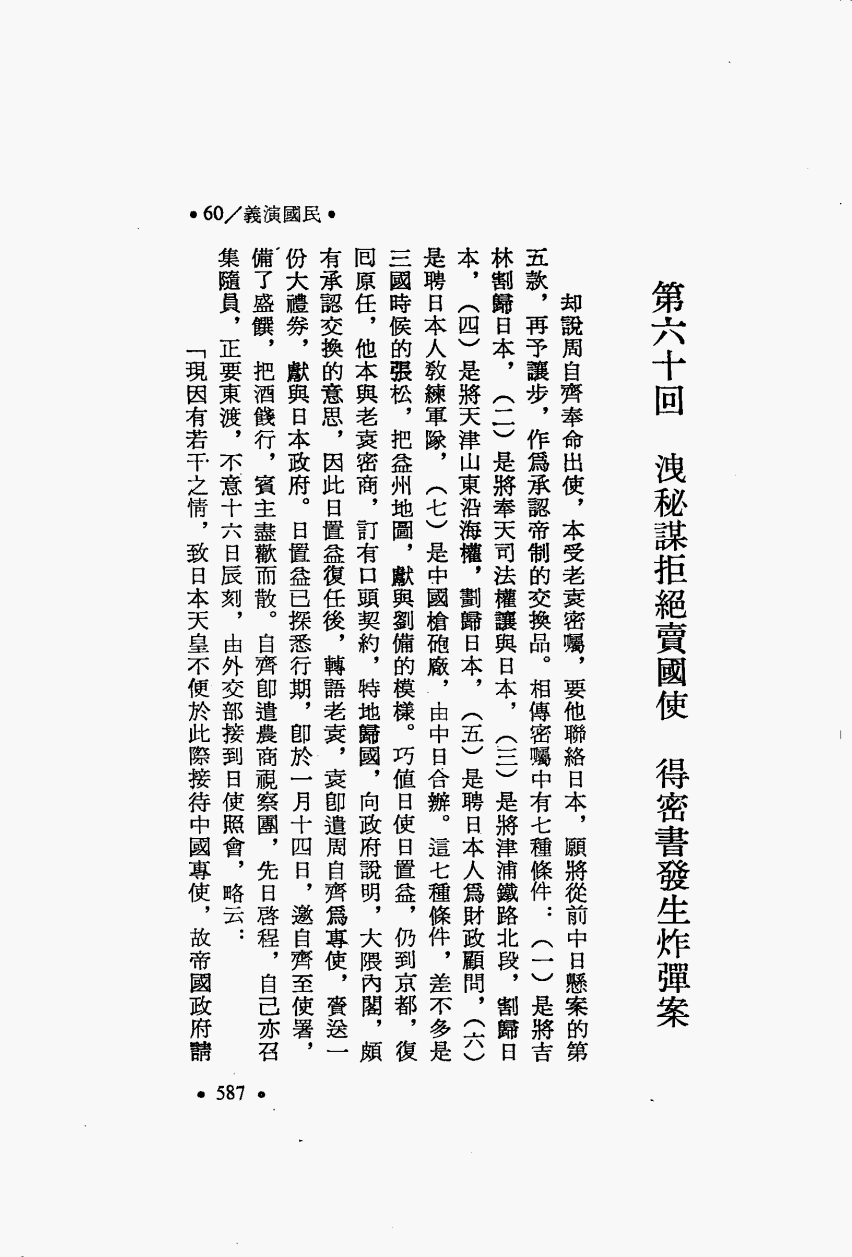 •60/義演國民•
第六十回　洩秘謀拒絕賣國使　得密書發生炸彈案
却說周自齊奉命出使，本受老袁密囑，要他聯絡日本，願將從前中日懸案的第
五款，再予讓步，作爲承認帝制的交換品。相傳密囑中有七種條件：（一）是將吉
林割歸日本，（二）是將奉天司法權讓與日本，（三）是將津浦鐵路北段，割歸日
本，（四）是將天津山東沿海權，劃歸日本，（五）是聘日本人爲財政顧問，（六）
是聘日本人教練軍隊，（七）是中國槍砲廠，由中日合辦。這七種條件，差不多是
三國時候的張松，把益州地圖，獻與劉備的模樣。巧值日使日置益，仍到京都，復
回原任，他本與老袁密商，訂有口頭契約，特地歸國，向政府說明，大隈內閣，頗
有承認交換的意思，因此日置益復任後，轉語老袁，袁卽遣周自齊爲專使，賫送一
份大禮券，獻與日本政府。日置益已探悉行期，卽於一月十四日，邀自齊至使署，
備了盛饌，把酒餞行，賓主盡歡而散。自齊卽遣農商視察團，先日啓程，自己亦召
集隨員，正要東渡，不意十六日辰刻，由外交部接到日使照會，略云：
「現因有若干之情，致日本天皇不便於此際接待中國專使，故帝國政府請
•587•